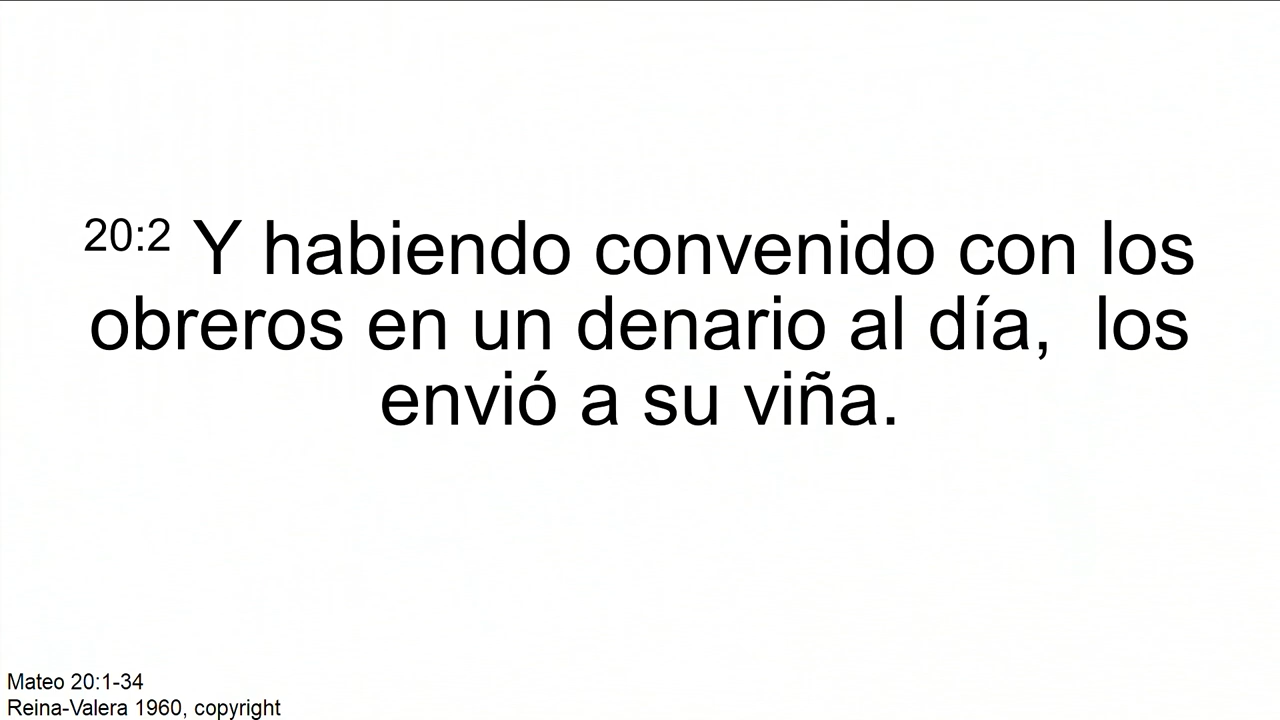 20:2 Y habiendo convenido con los
obreros en un denario al día,  los
envió a su viña.
Mateo 20:1-34
Reina-Valera 1960, copyright